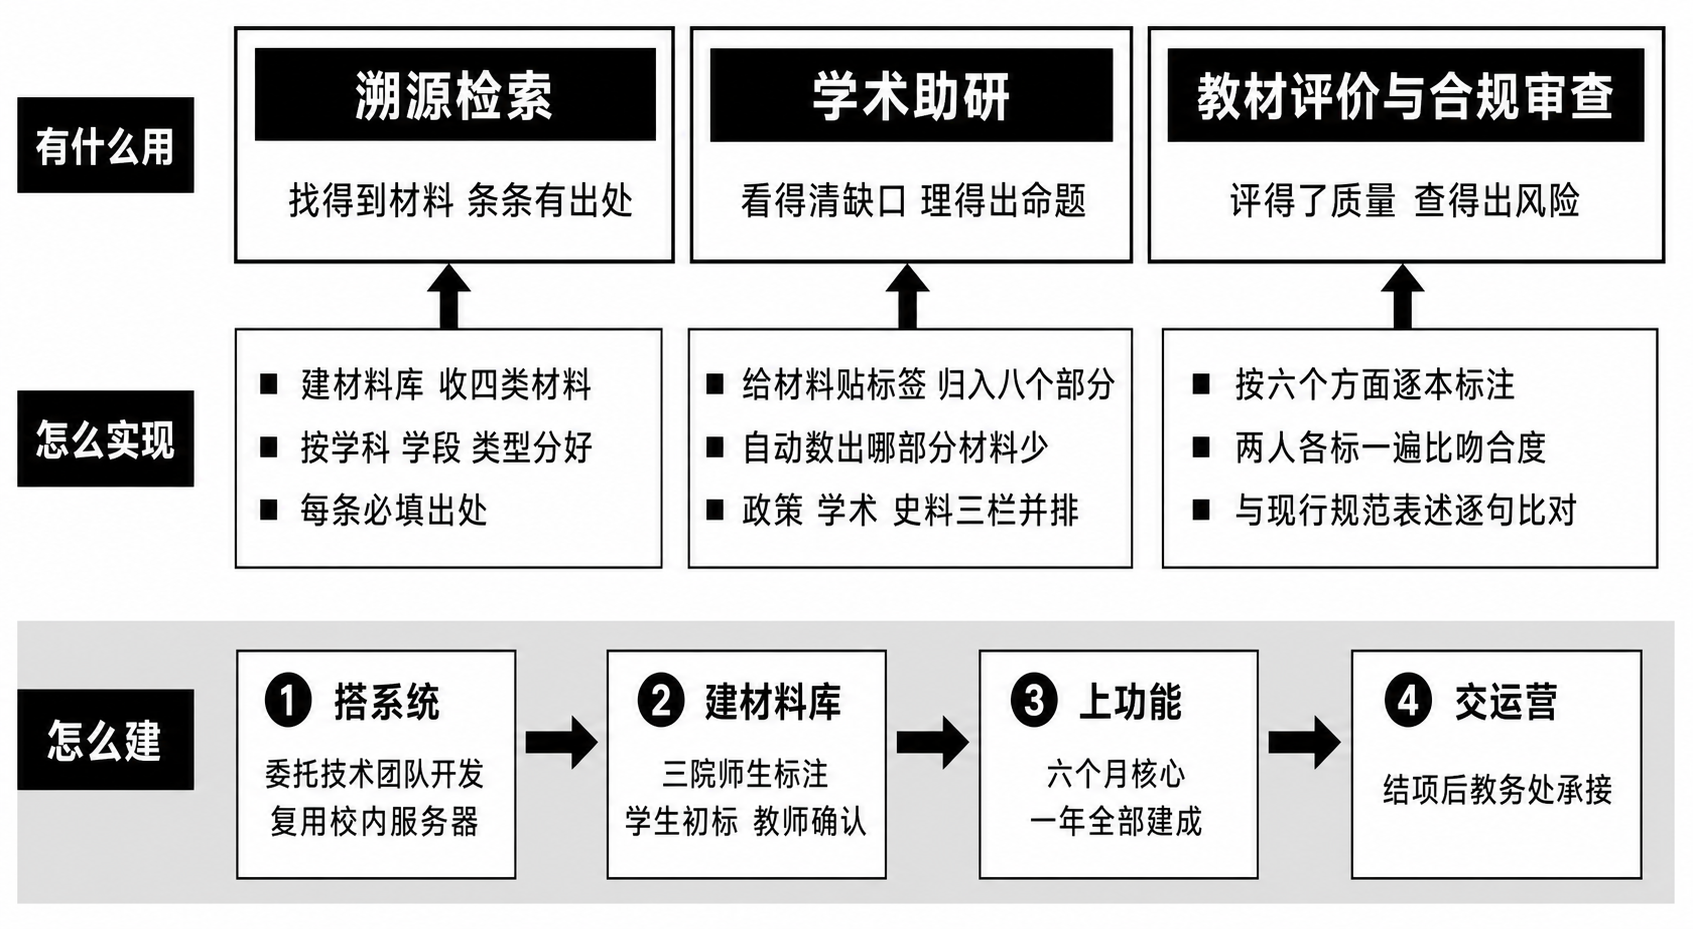 有什么用
溯源检索
找得到材料 条条有出处
学术助研
看得清缺口 理得出命题
教材评价与合规审查
评得了质量 查得出风险
怎么实现
■ 建材料库 收四类材料
■ 按学科 学段 类型分好
■ 每条必填出处
■ 给材料贴标签 归入八个部分
■ 自动数出哪部分材料少
■ 政策 学术 史料三栏并排
■ 按六个方面逐本标注
■ 两人各标一遍比吻合度
■ 与现行规范表述逐句比对
怎么建
1 搭系统
委托技术团队开发
复用校内服务器
2 建材料库
三院师生标注
学生初标 教师确认
3 上功能
六个月核心
一年全部建成
4 交运营
结项后教务处承接